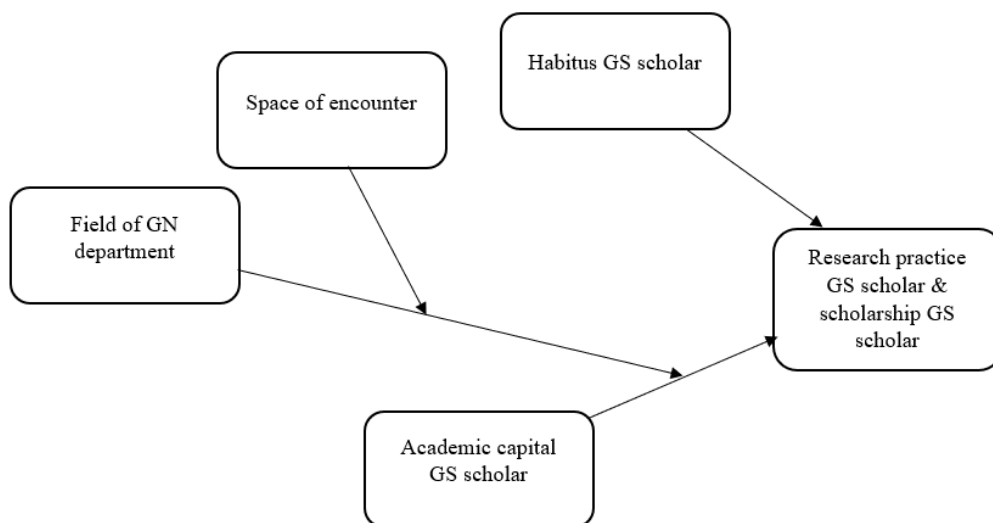 Habitus GS scholar
Space of encounter
Field of GN
department
Research practice
GS scholar &
scholarship GS
scholar
Academic capital
GS scholar